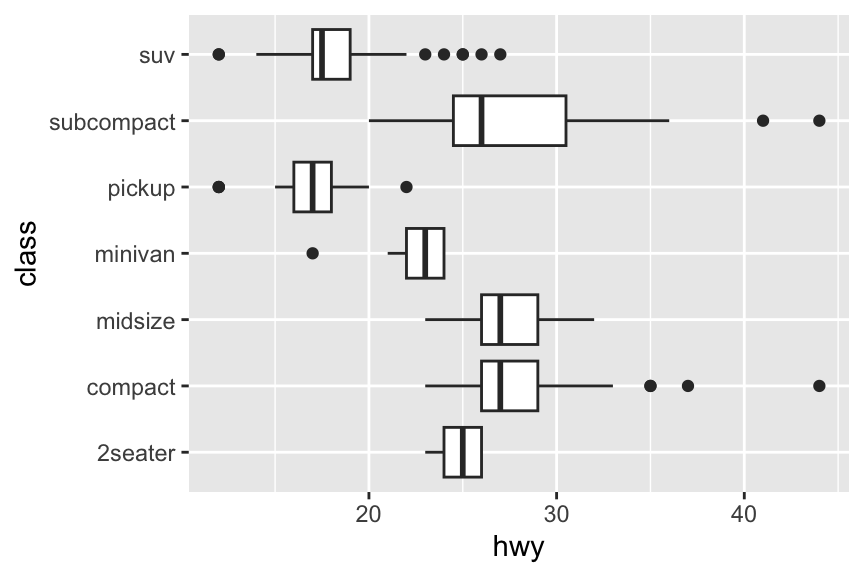 suv
subcompact
pickup
minivan
midsize
compact
2seater
class
20 30 40
hwy